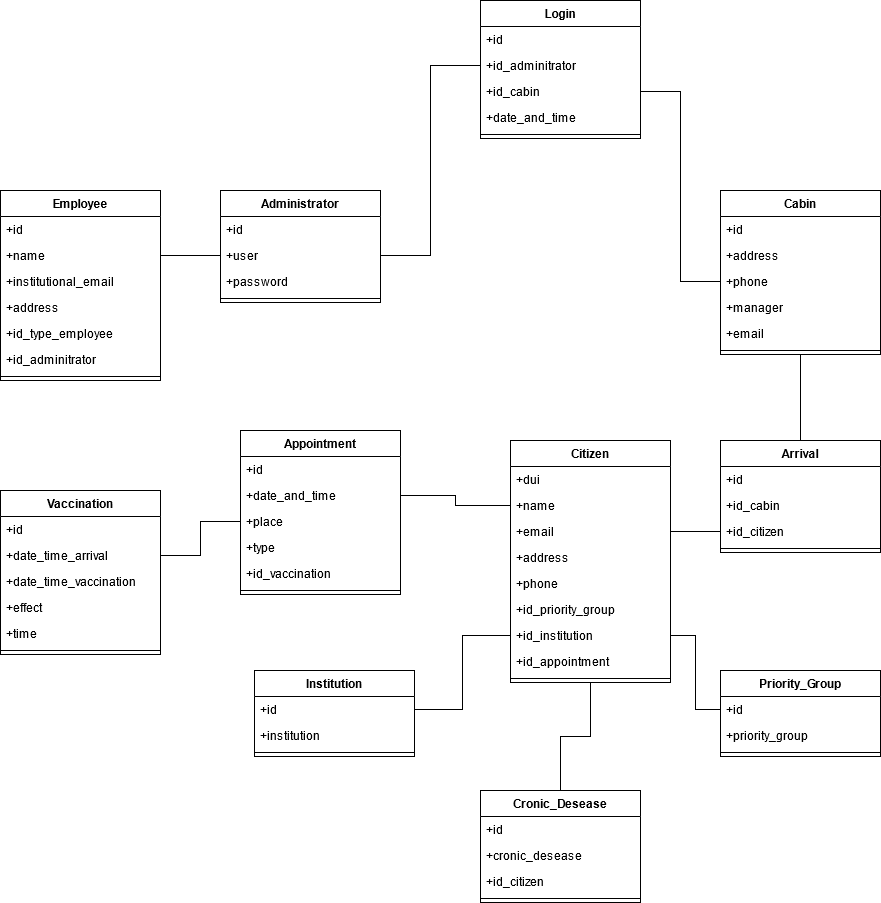 Login
+id
+id_adminitrator
+id_cabin
+date_and_time
Employee
+id
+name
+institutional_email
+address
+id_type_employee
+id_adminitrator
Administrator
+id
+user
+password
Cabin
+id
+address
+phone
+manager
+email
Vaccination
+id
+date_time_arrival
+date_time_vaccination
+effect
+time
Appointment
+id
+date_and_time
+place
+type
+id_vaccination
Citizen
+dui
+name
+email
+address
+phone
+id_priority_group
+id_institution
+id_appointment
Arrival
+id
+id_cabin
+id_citizen
Institution
+id
+institution
Priority_Group
+id
+priority_group
Cronic_Desease
+id
+cronic_desease
+id_citizen